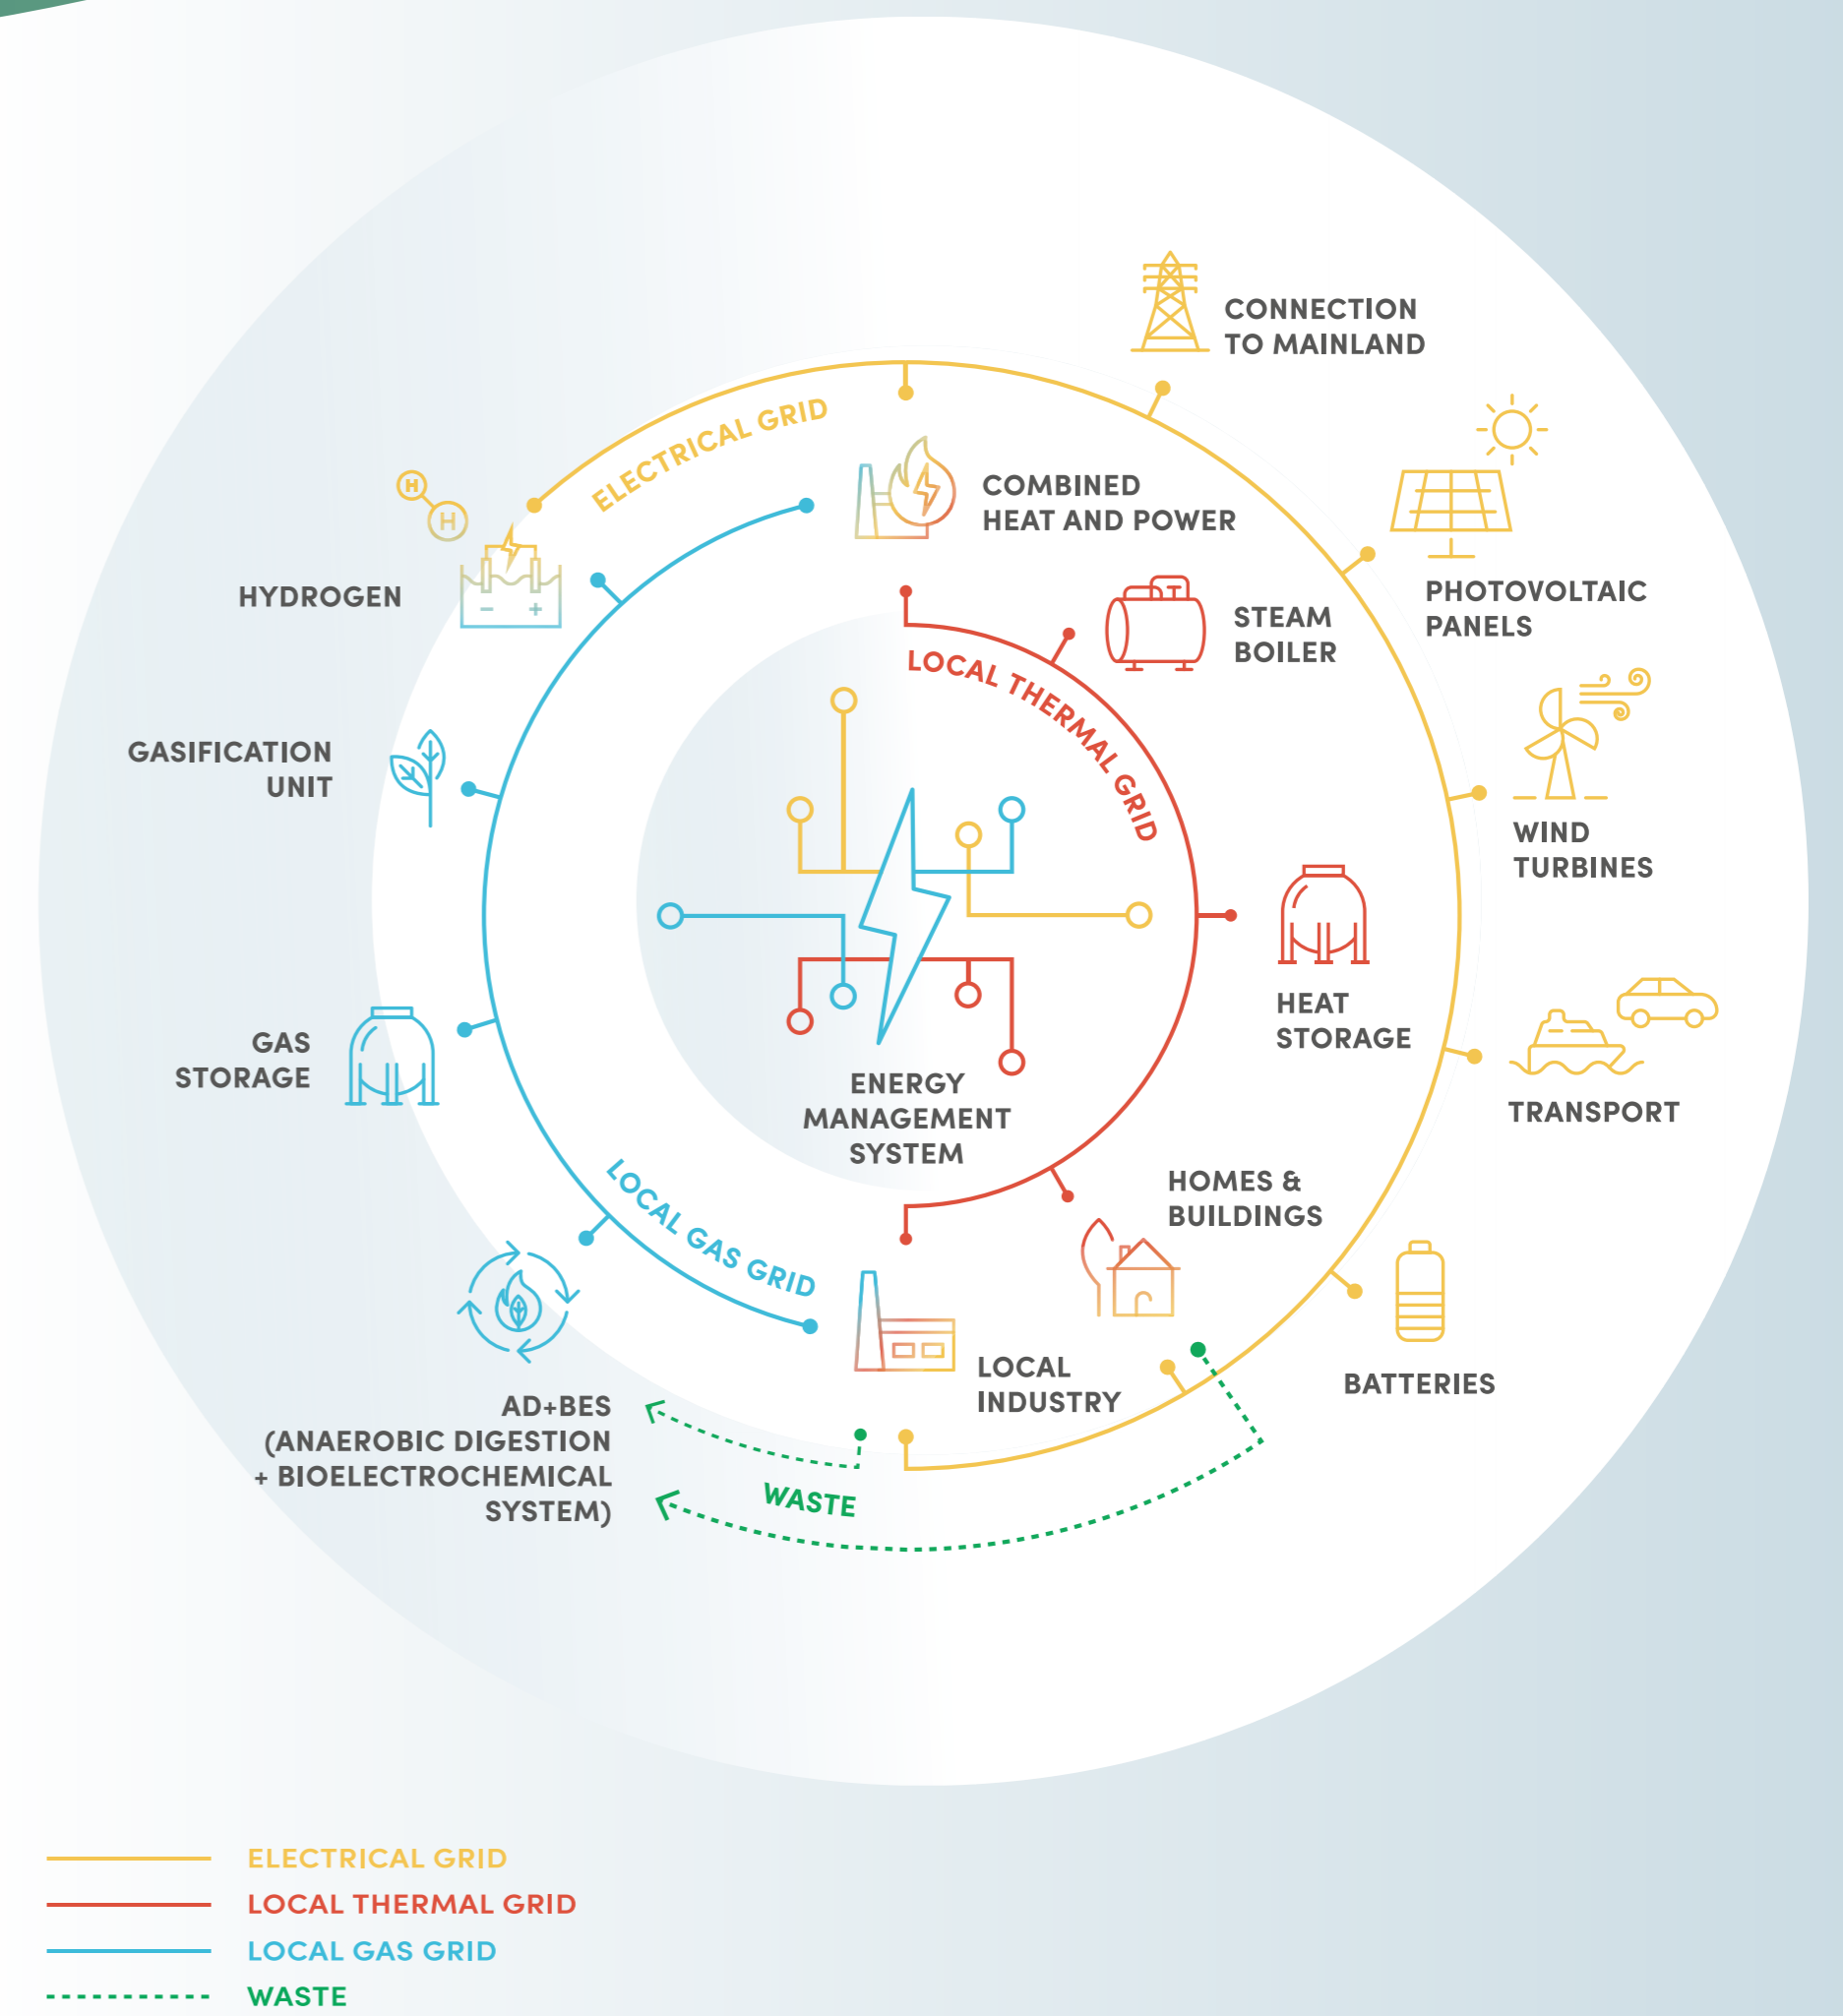 CONNECTION
TO MAINLAND
ELECTRICAL GRID
COMBINED
HEAT AND POWER
H
H
HYDROGEN
- +
PHOTOVOLTAIC
PANELS
STEAM
BOILER
LOCAL THERMAL GRID
GASIFICATION
UNIT
WIND
TURBINES
HEAT
STORAGE
GAS
STORAGE
ENERGY
MANAGEMENT
SYSTEM
TRANSPORT
HOMES &
BUILDINGS
LOCAL GAS GRID
LOCAL
INDUSTRY
BATTERIES
AD+BES
(ANAEROBIC DIGESTION
+ BIOELECTROCHEMICAL
SYSTEM)
WASTE
ELECTRICAL GRID
LOCAL THERMAL GRID
LOCAL GAS GRID
WASTE